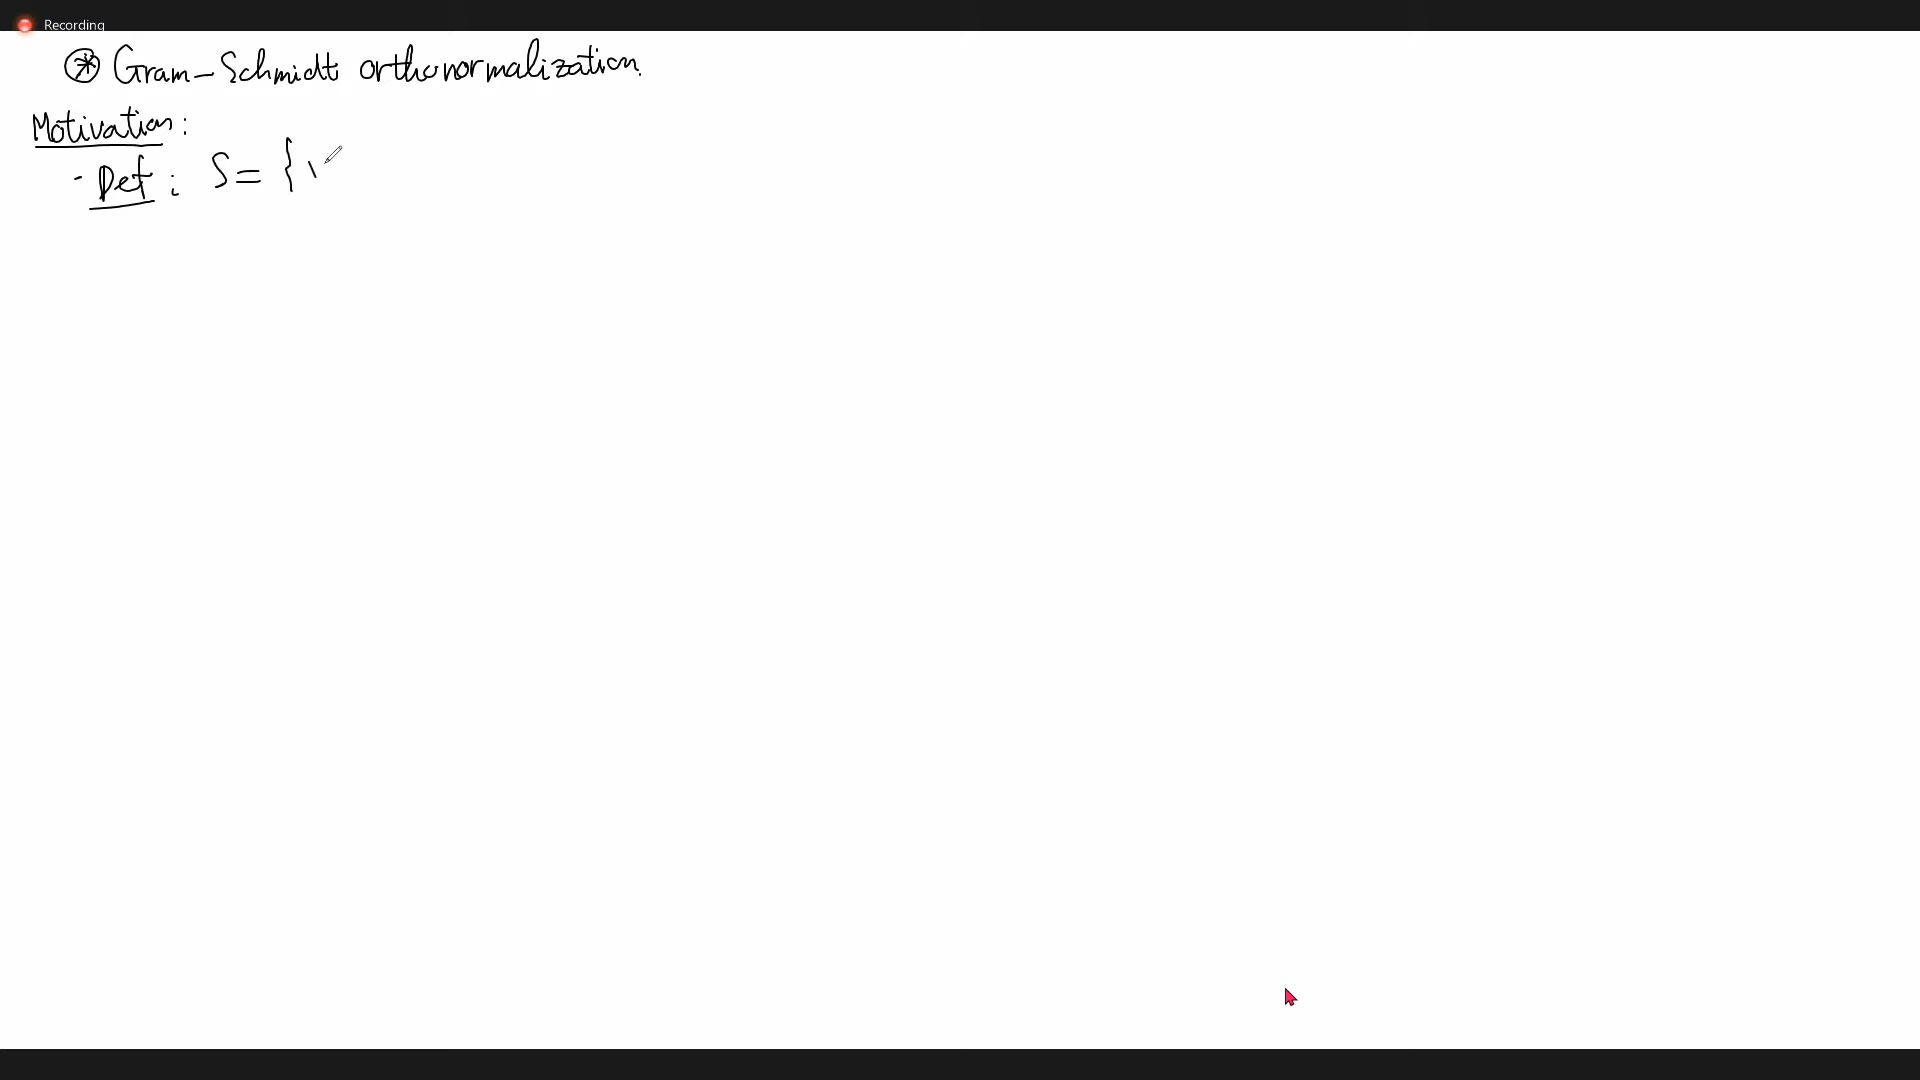 Recording
⊛ Gram-Schmidt orthonormalization.
Motivation:
- Def: S = {